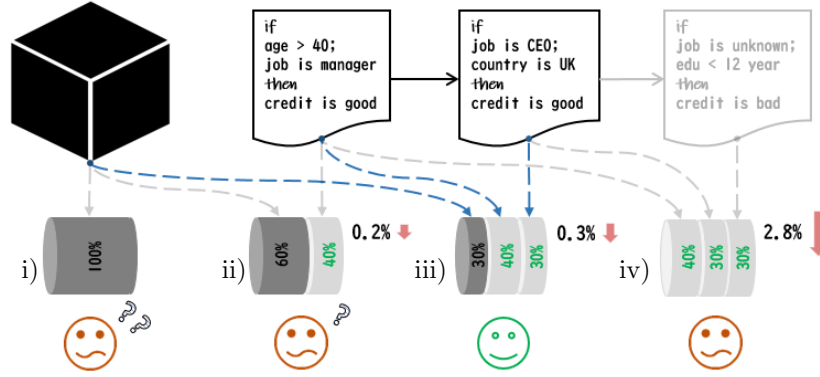 if
age > 40;
job is manager
then
credit is good
if
job is CEO;
country is UK
then
credit is good
if
job is unknown;
edu < 12 year
then
credit is bad
i)
100%
? ?
ii)
60%
40%
0.2%
?
iii)
30%
40%
30%
0.3%
iv)
40%
30%
30%
2.8%